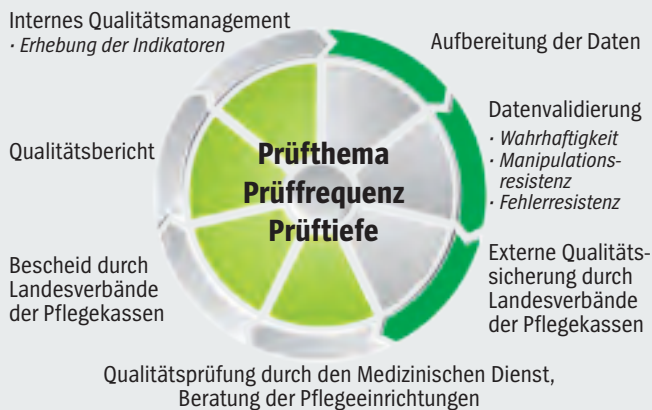 Internes Qualitätsmanagement
· Erhebung der Indikatoren
Aufbereitung der Daten
Datenvalidierung
· Wahrhaftigkeit
· Manipulations-
resistenz
· Fehlerresistenz
Externe Qualitäts-
sicherung durch
Landesverbände
der Pflegekassen
Qualitätsprüfung durch den Medizinischen Dienst,
Beratung der Pflegeeinrichtungen
Bescheid durch
Landesverbände
der Pflegekassen
Qualitätsbericht
Prüfthema
Prüffrequenz
Prüftiefe